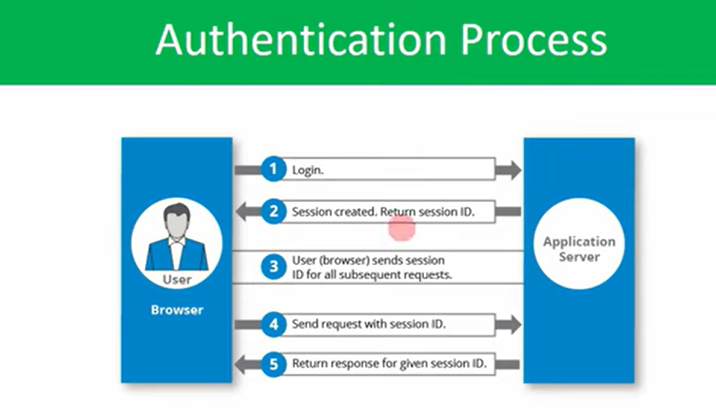 Authentication Process
1 Login.
2 Session created. Return session ID.
User
Browser
Application
Server
3 User (browser) sends session
ID for all subsequent requests.
4 Send request with session ID.
5 Return response for given session ID.